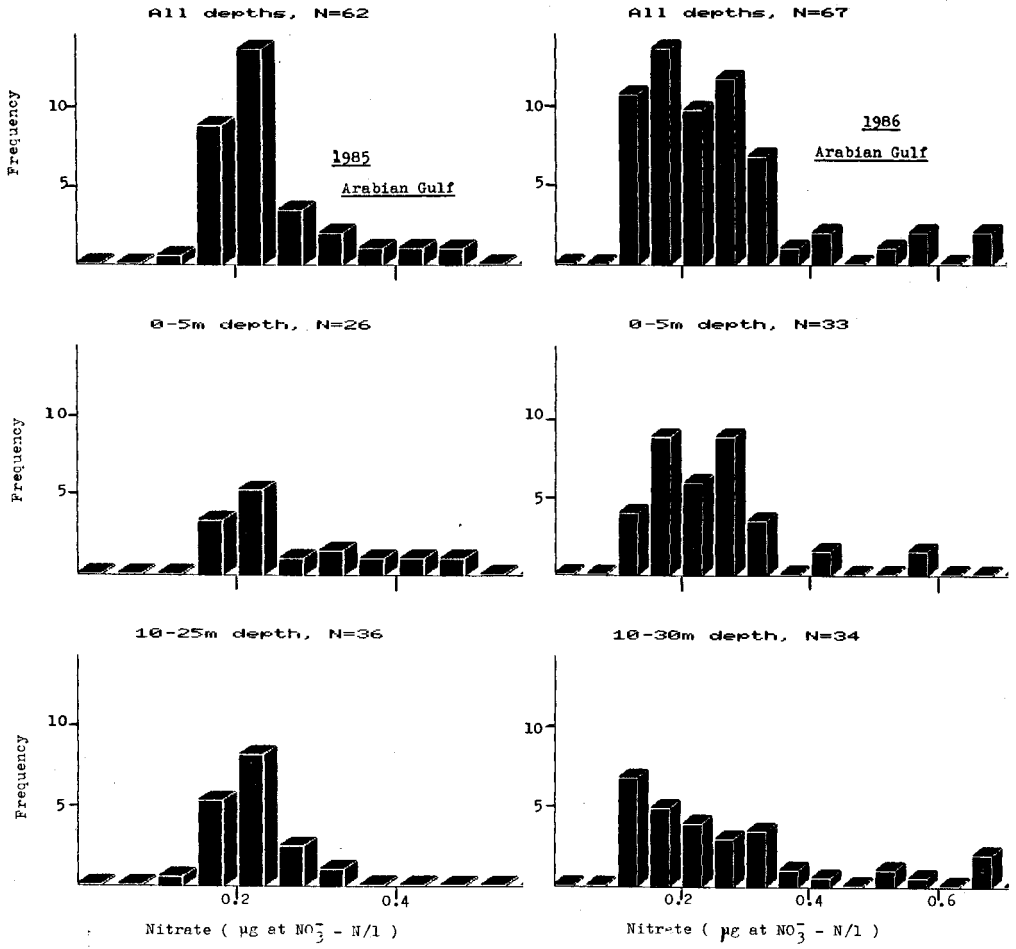 All depths, N=62
All depths, N=67
Frequency
10
5
1985
Arabian Gulf
1986
Arabian Gulf
0-5m depth, N=26
0-5m depth, N=33
Frequency
10
5
10
5
10-25m depth, N=36
10-30m depth, N=34
Frequency
10
5
10
5
0.2
0.4
0.2
0.4
0.6
Nitrate ( µg at NO₃⁻ - N/l )
Nitrate ( µg at NO₃⁻ - N/l )